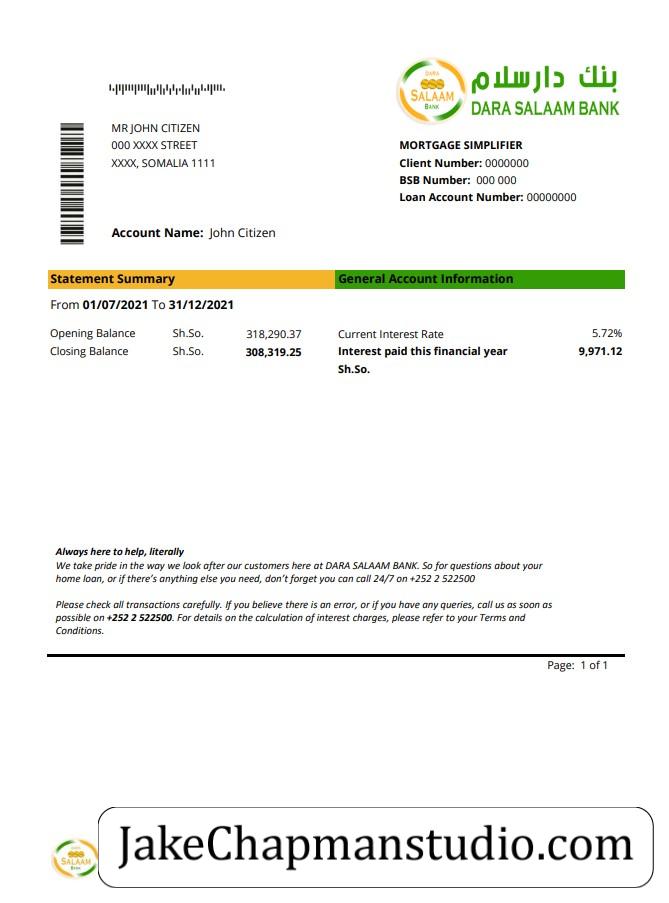 MR JOHN CITIZEN
000 XXXX STREET
XXXX, SOMALIA 1111
Account Name: John Citizen
DARA
SALAAM
BANK
بنك دارسلام
DARA SALAAM BANK
MORTGAGE SIMPLIFIER
Client Number: 0000000
BSB Number: 000 000
Loan Account Number: 00000000
Statement Summary
General Account Information
From 01/07/2021 To 31/12/2021
Opening Balance Sh.So. 318,290.37
Closing Balance Sh.So. 308,319.25
Current Interest Rate 5.72%
Interest paid this financial year 9,971.12
Sh.So.
Always here to help, literally
We take pride in the way we look after our customers here at DARA SALAAM BANK. So for questions about your
home loan, or if there’s anything else you need, don’t forget you can call 24/7 on +252 2 522500
Please check all transactions carefully. If you believe there is an error, or if you have any queries, call us as soon as
possible on +252 2 522500. For details on the calculation of interest charges, please refer to your Terms and
Conditions.
Page: 1 of 1
DARA
SALAAM
BANK
JakeChapmanstudio.com